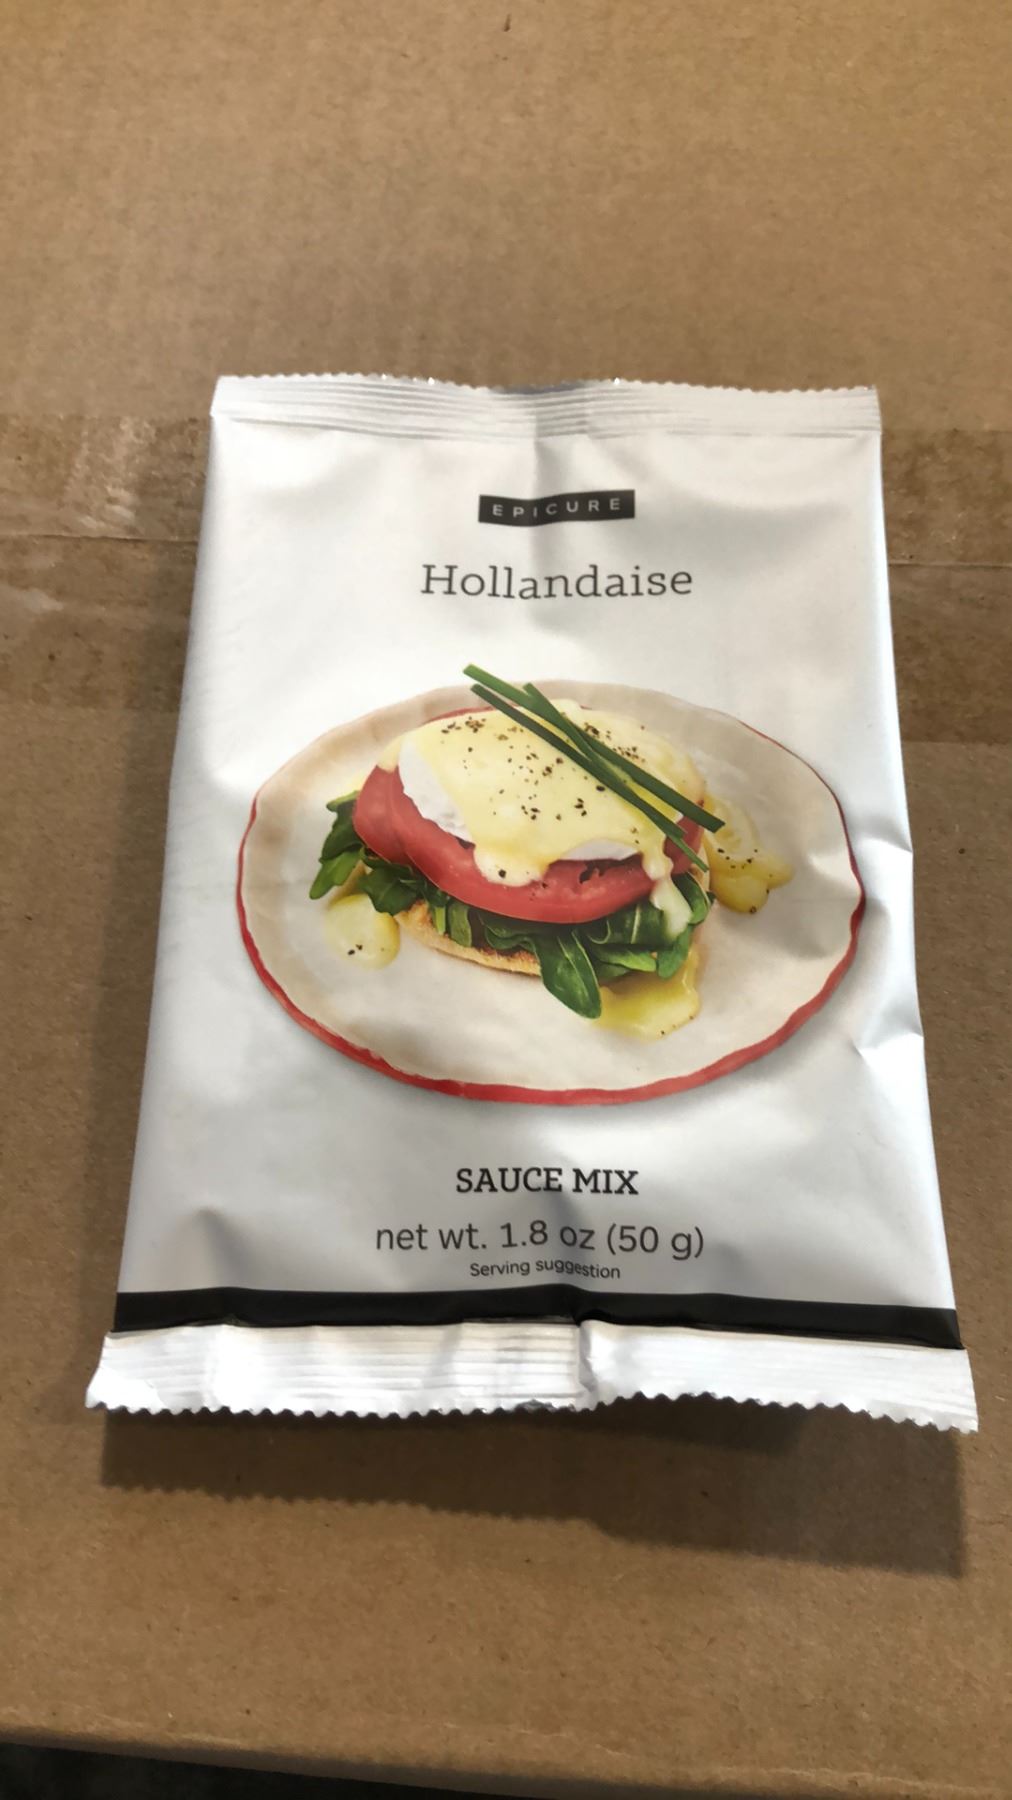 EPICURE
Hollandaise
SAUCE MIX
net wt. 1.8 oz (50 g)
Serving suggestion